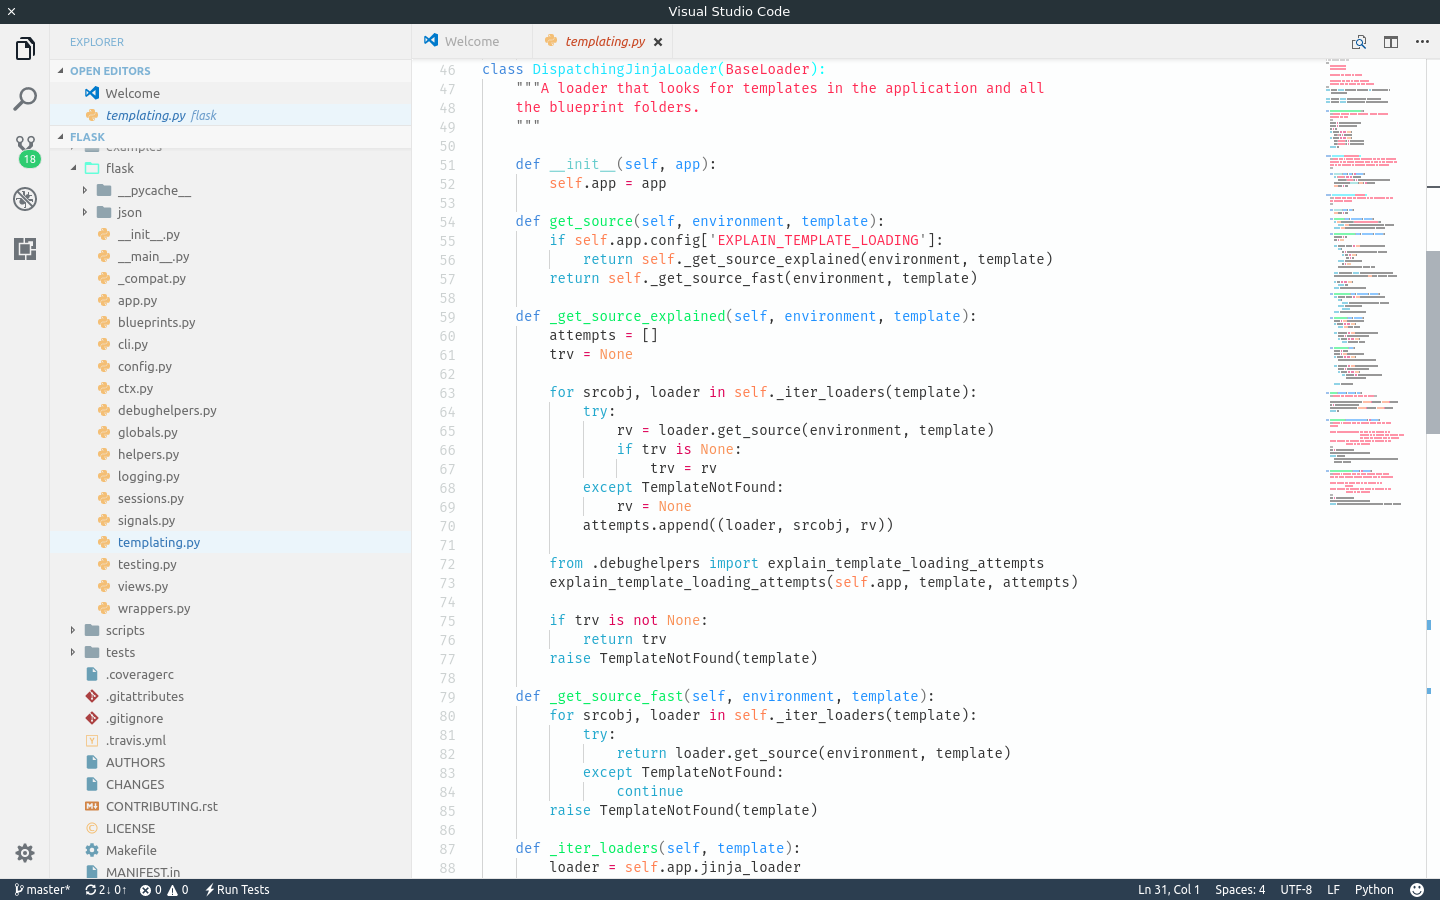 Visual Studio Code
EXPLORER
OPEN EDITORS
Welcome
templating.py flask
FLASK
examples
flask
__pycache__
json
__init__.py
__main__.py
_compat.py
app.py
blueprints.py
cli.py
config.py
ctx.py
debughelpers.py
globals.py
helpers.py
logging.py
sessions.py
signals.py
templating.py
testing.py
views.py
wrappers.py
scripts
tests
.coveragerc
.gitattributes
.gitignore
.travis.yml
AUTHORS
CHANGES
CONTRIBUTING.rst
LICENSE
Makefile
MANIFEST.in
18
Welcome
templating.py
46 class DispatchingJinjaLoader(BaseLoader):
47 """A loader that looks for templates in the application and all
48 the blueprint folders.
49 """
50
51 def __init__(self, app):
52 self.app = app
53
54 def get_source(self, environment, template):
55 if self.app.config['EXPLAIN_TEMPLATE_LOADING']:
56 return self._get_source_explained(environment, template)
57 return self._get_source_fast(environment, template)
58
59 def _get_source_explained(self, environment, template):
60 attempts = []
61 trv = None
62
63 for srcobj, loader in self._iter_loaders(template):
64 try:
65 rv = loader.get_source(environment, template)
66 if trv is None:
67 trv = rv
68 except TemplateNotFound:
69 rv = None
70 attempts.append((loader, srcobj, rv))
71
72 from .debughelpers import explain_template_loading_attempts
73 explain_template_loading_attempts(self.app, template, attempts)
74
75 if trv is not None:
76 return trv
77 raise TemplateNotFound(template)
78
79 def _get_source_fast(self, environment, template):
80 for srcobj, loader in self._iter_loaders(template):
81 try:
82 return loader.get_source(environment, template)
83 except TemplateNotFound:
84 continue
85 raise TemplateNotFound(template)
86
87 def _iter_loaders(self, template):
88 loader = self.app.jinja_loader
master* 2↓ 0↑ 0 0 Run Tests
Ln 31, Col 1 Spaces: 4 UTF-8 LF Python